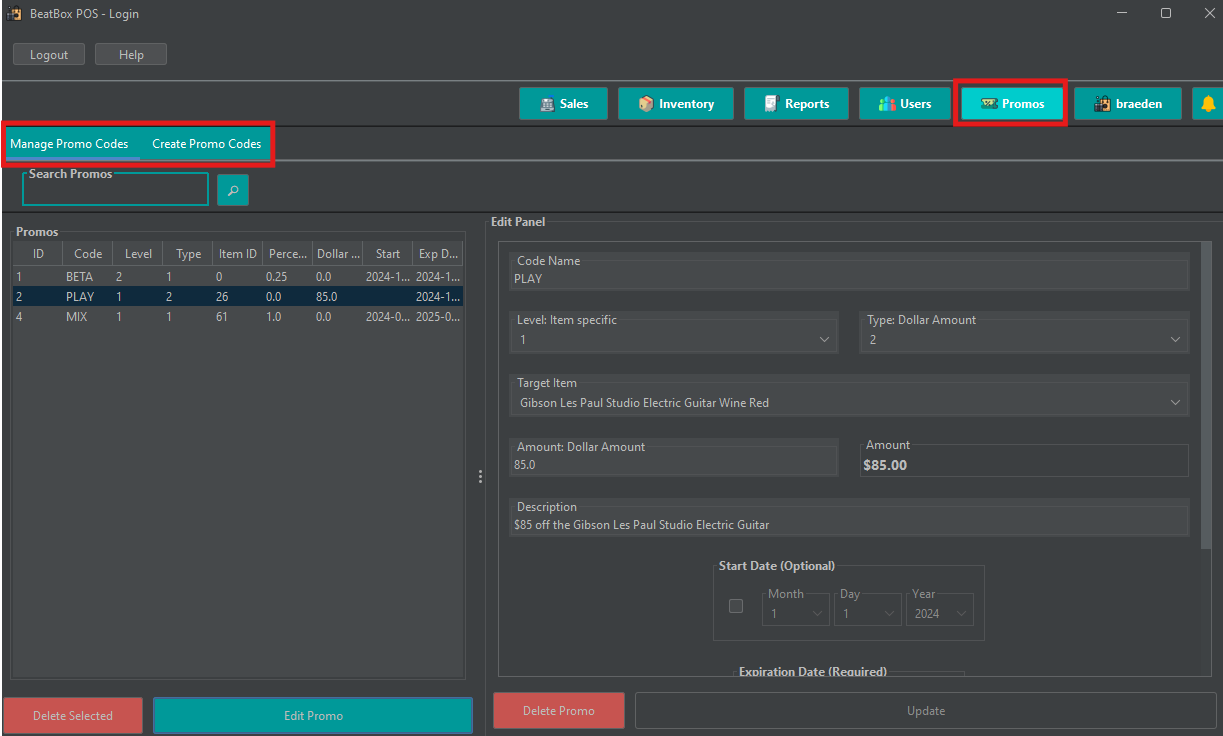 BeatBox POS - Login
Logout Help
Sales Inventory Reports Users Promos braeden
Manage Promo Codes Create Promo Codes
Search Promos
Promos
ID Code Level Type Item ID Perce... Dollar ... Start Exp D...
1 BETA 2 1 0 0.25 0.0 2024-1... 2024-1...
2 PLAY 1 2 26 0.0 85.0 2024-1...
4 MIX 1 1 61 1.0 0.0 2024-0... 2025-0...
Delete Selected Edit Promo
Edit Panel
Code Name
PLAY
Level: Item specific Type: Dollar Amount
1 2
Target Item
Gibson Les Paul Studio Electric Guitar Wine Red
Amount: Dollar Amount Amount
85.0 $85.00
Description
$85 off the Gibson Les Paul Studio Electric Guitar
Start Date (Optional)
Month Day Year
1 1 2024
Expiration Date (Required)
Delete Promo Update